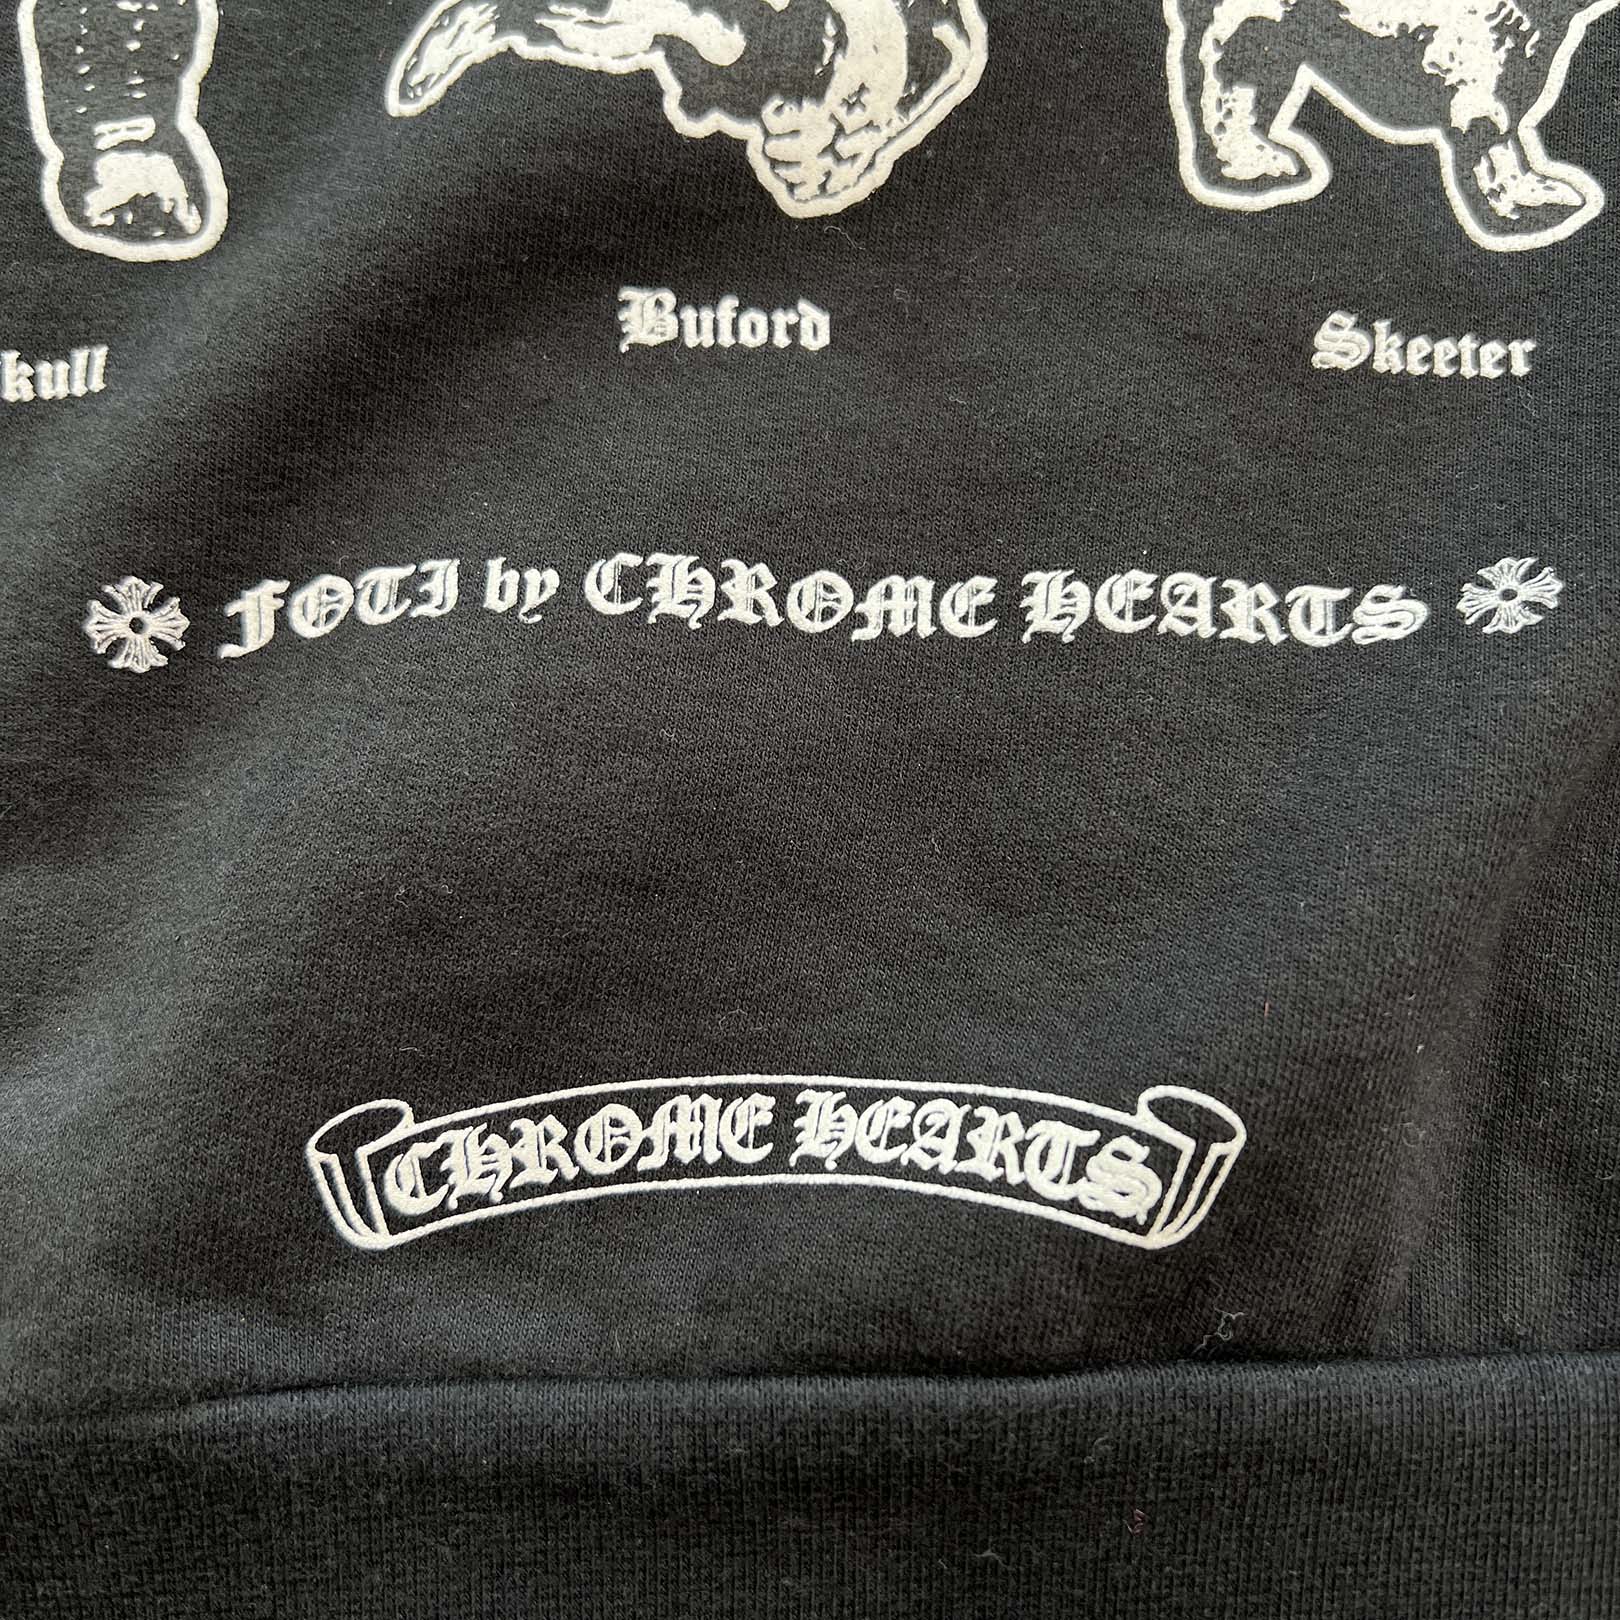 kull
Buford
Skeeter
FOTI by CHROME HEARTS
CHROME HEARTS